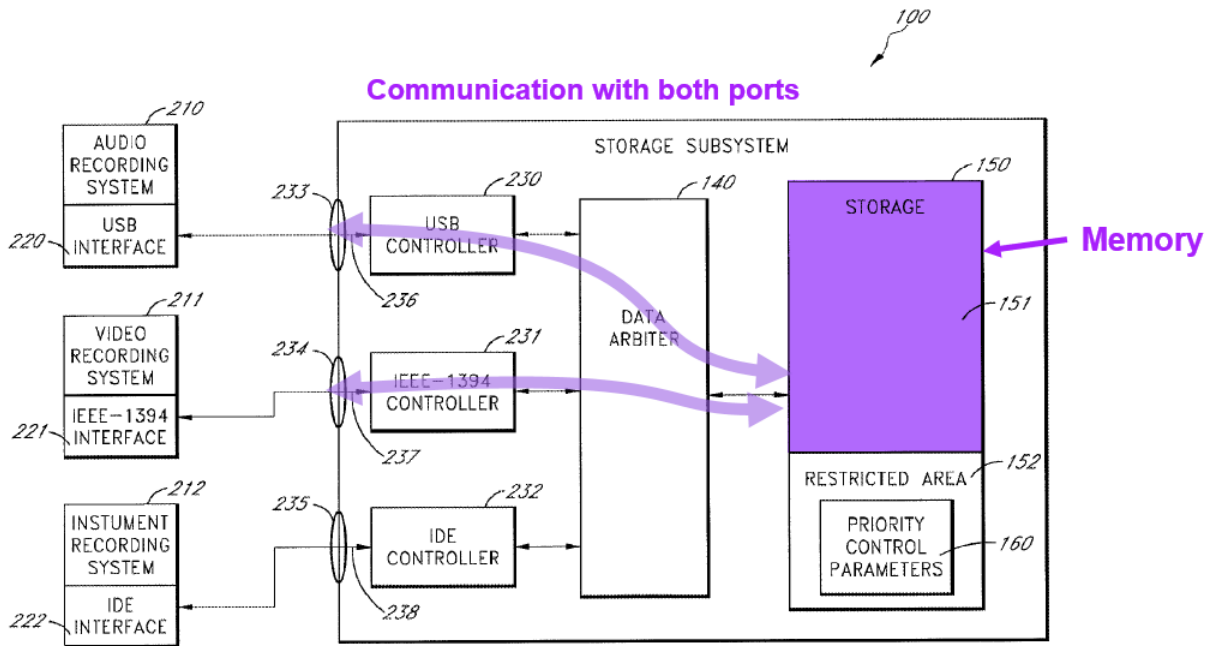 100
Communication with both ports
210
AUDIO
RECORDING
SYSTEM
USB
INTERFACE
220
STORAGE SUBSYSTEM
233
230
USB
CONTROLLER
236
140
DATA
ARBITER
150
STORAGE
Memory
151
211
VIDEO
RECORDING
SYSTEM
IEEE-1394
INTERFACE
221
234
231
IEEE-1394
CONTROLLER
237
RESTRICTED AREA
152
PRIORITY
CONTROL
PARAMETERS
160
212
INSTUMENT
RECORDING
SYSTEM
IDE
INTERFACE
222
235
232
IDE
CONTROLLER
238